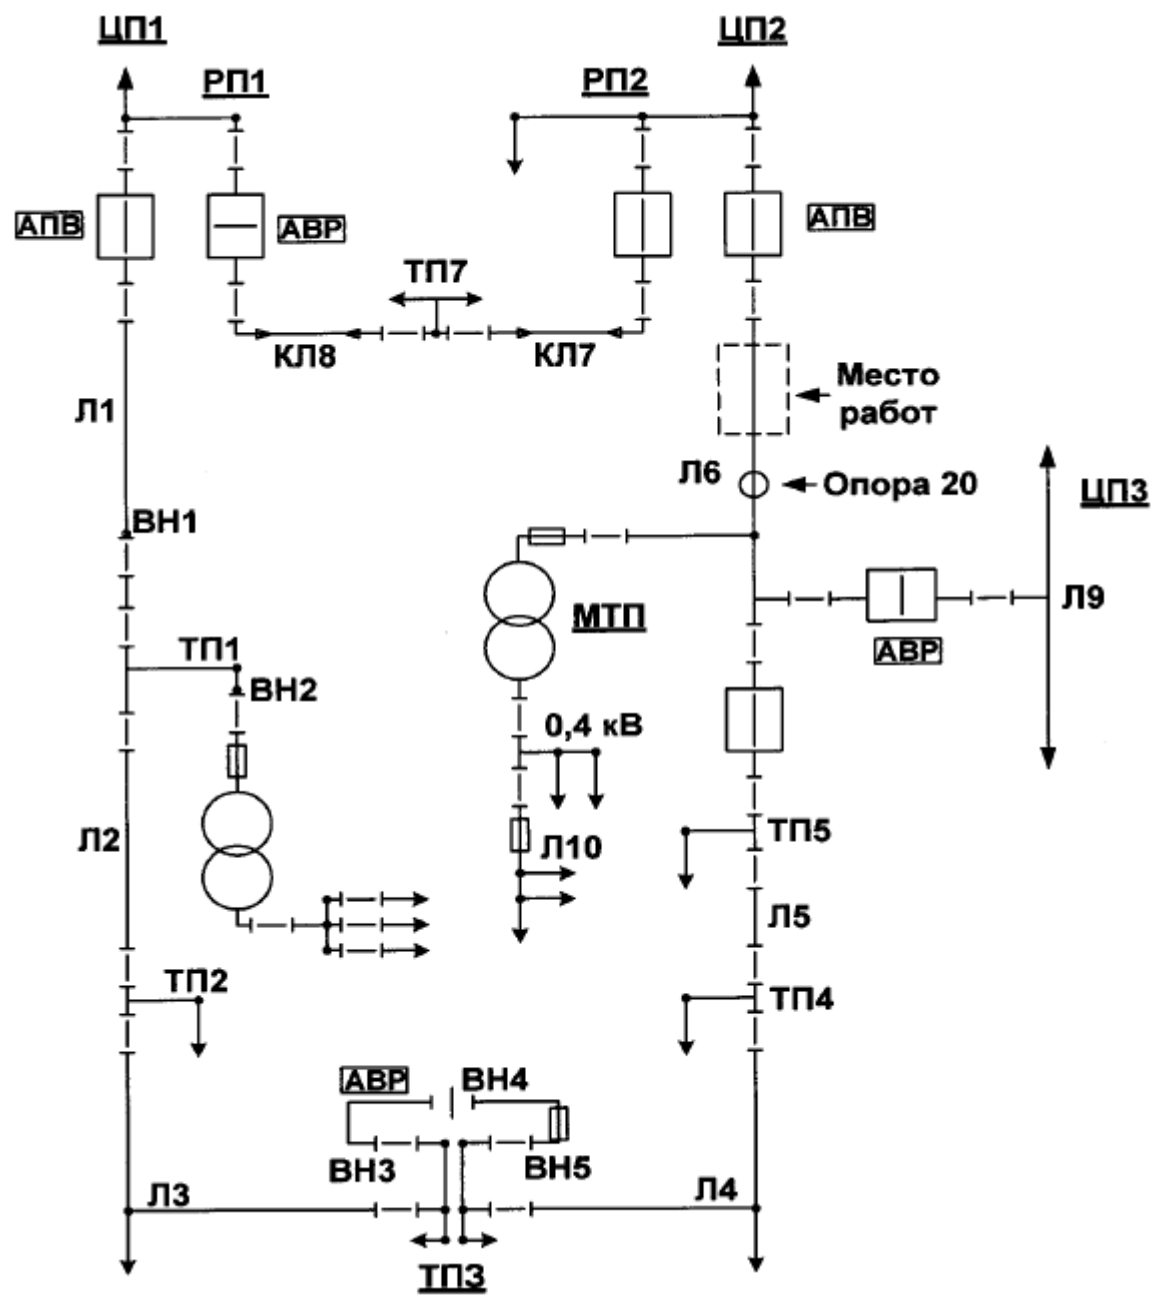 ЦП1
ЦП2
РП1
РП2
АПВ
АВР
АПВ
ТП7
КЛ8
КЛ7
Место
работ
Л1
Л6
Опора 20
ЦП3
ВН1
МТП
Л9
АВР
ТП1
ВН2
0,4 кВ
Л2
Л10
ТП5
Л5
ТП2
ТП4
АВР
ВН4
ВН3
ВН5
Л3
Л4
ТП3